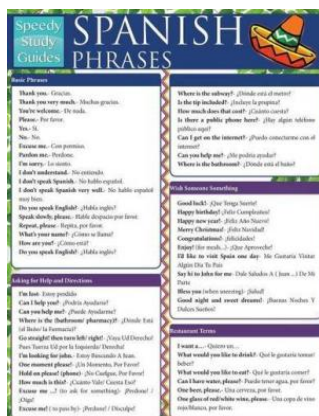 Speedy
Study
Guides
SPANISH
PHRASES
Basic Phrases
Thank you.- Gracias.
Thank you very much.- Muchas gracias.
You're welcome.- De nada.
Please.- Por favor.
Yes.- Si.
No.- No.
Excuse me.- Con permiso.
Pardon me.- Perdone.
I'm sorry.- Lo siento.
I don't understand.- No entiendo.
I don't speak Spanish.- No hablo español.
I don't speak Spanish very well.- No hablo español
muy bien.
Do you speak English?- ¿Habla inglés?
Speak slowly, please.- Hable despacio por favor.
Repeat, please.- Repita, por favor.
What's your name?- ¿Cómo se llama?
How are you?- ¿Cómo está?
Do you speak English?- ¿Habla inglés?
Asking for Help and Directions
I'm lost- Estoy perdido
Can I help you?- ¿Podría Ayudarte?
Can you help me?- ¿Puede Ayudarme?
Where is the (bathroom/ pharmacy)?- ¿Dónde Está
(al Baño/ la Farmacia)?
Go straight! then turn left/ right!- ¡Vaya Ud Derecho!
Pues Tuerza Ud por la Izquierda/ Derecha!
I'm looking for john.- Estoy Buscando A Juan.
One moment please!- ¡Un Momento, Por Favor!
Hold on please! (phone)- ¡No Cuelgue, Por Favor!
How much is this?- ¿Cuánto Vale/ Cuesta Eso?
Excuse me ...! (to ask for something)- ¡Perdone! /
¡Oiga!
Excuse me! ( to pass by)- ¡Perdone! / Disculpe!
Where is the subway?- ¿Dónde está el metro?
Is the tip included?- ¿Incluye la propina?
How much does that cost?- ¿Cuánto cuesta?
Is there a public phone here?- ¿Hay algún teléfono
público aquí?
Can I get on the internet?- ¿Puedo conectarme con el
internet?
Can you help me?- ¿Me podría ayudar?
Where is the bathroom?- ¿Dónde está el baño?
Wish Someone Something
Good luck!- ¡Que Tenga Suerte!
Happy birthday!- ¡Feliz Cumpleaños!
Happy new year!- ¡Feliz Año Nuevo!
Merry Christmas!- ¡Feliz Navidad!
Congratulations!- ¡felicidades!
Enjoy! (for meals..)- ¡Que Aproveche!
I'd like to visit Spain one day- Me Gustaría Visitar
Algún Día Tu País
Say hi to John for me- Dale Saludos A ( Juan ...) De Mi
Parte
Bless you (when sneezing)- ¡Salud!
Good night and sweet dreams!- ¡Buenas Noches Y
Dulces Sueños!
Restaurant Terms
I want a...- Quiero un...
What would you like to drink?- Qué le gustaría tomar/
beber?
What would you like to eat?- Qué le gustaría comer?
Can I have water, please?- Puede tener agua, por favor?
One beer, please.- Una cerveza, por favor.
One glass of red/white wine, please.- Una copa de vino
rojo/blanco, por favor.